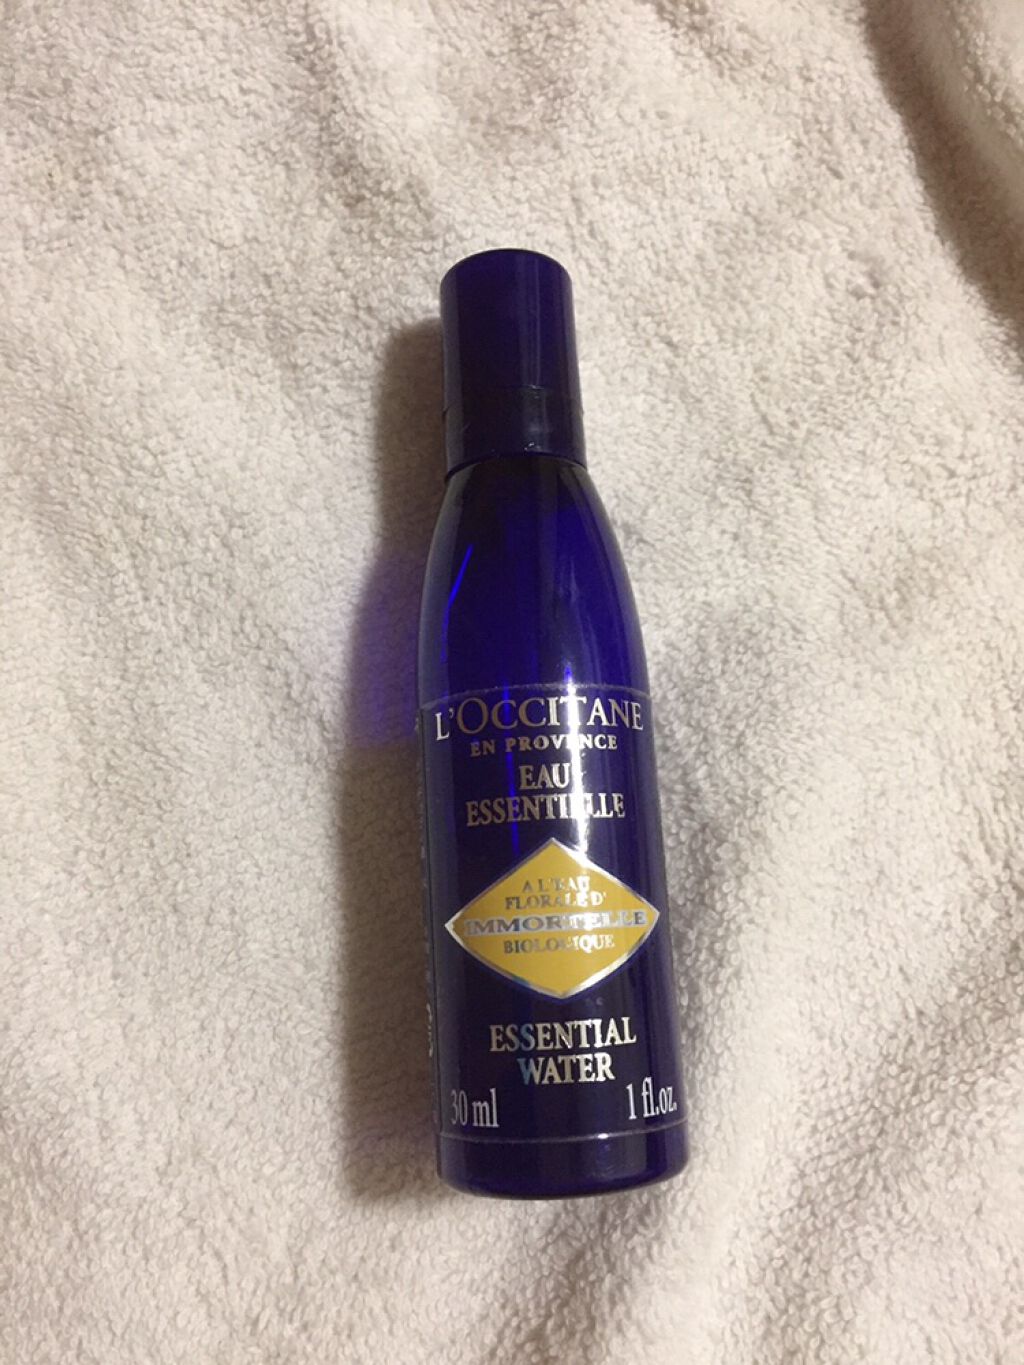 L'OCCITANE
EN PROVENCE
EAU
ESSENTIELLE
A L'EAU
FLORALE D'
IMMORTELLE
BIOLOGIQUE
ESSENTIAL
WATER
30 ml 1 fl.oz.